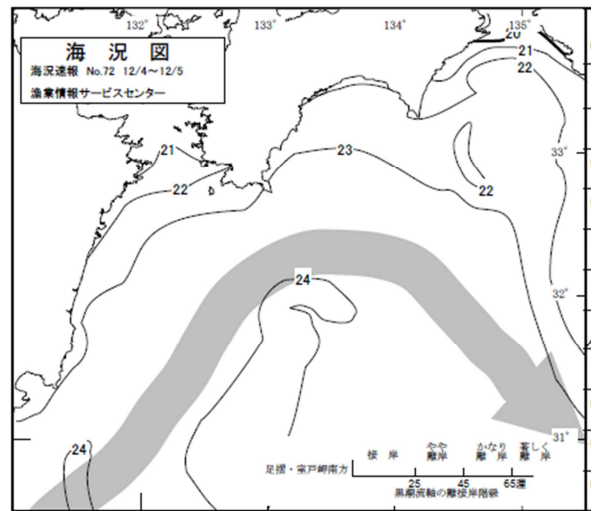 132° 133° 134° 135°
海況図
海況速報 No.72 12/4～12/5
漁業情報サービスセンター
20
21
22
21
23
33°
22
22
24
32°
24
31°
接岸 やや離岸 かなり離岸 著しく離岸
足摺・室戸岬南方
25 45 65浬
黒潮流軸の離接岸階級